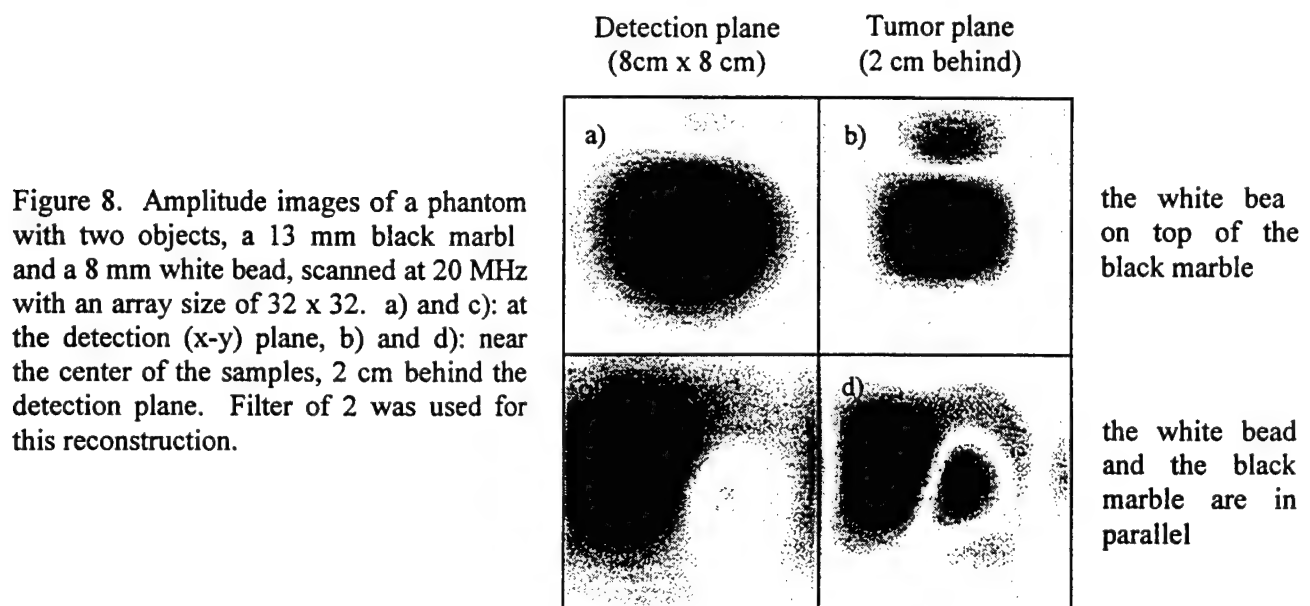 Detection plane
(8cm x 8 cm)
Tumor plane
(2 cm behind)
a)
b)
the white bea
on top of the
black marble
Figure 8. Amplitude images of a phantom
with two objects, a 13 mm black marbl
and a 8 mm white bead, scanned at 20 MHz
with an array size of 32 x 32. a) and c): at
the detection (x-y) plane, b) and d): near
the center of the samples, 2 cm behind the
detection plane. Filter of 2 was used for
this reconstruction.
d)
the white bead
and the black
marble are in
parallel